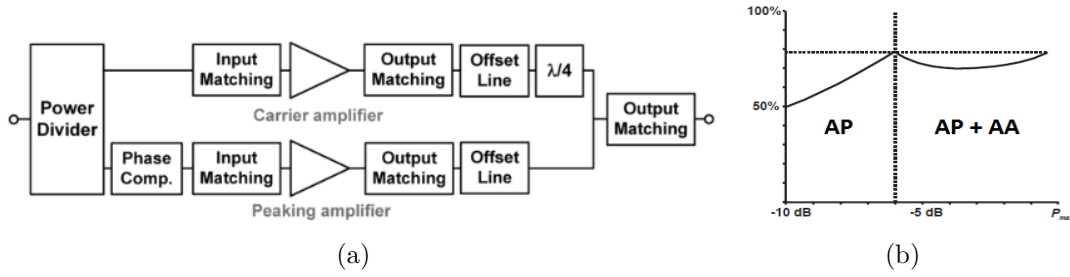 Power
Divider
Input
Matching
Output
Matching
Offset
Line
λ/4
Carrier amplifier
Output
Matching
Phase
Comp.
Input
Matching
Output
Matching
Offset
Line
Peaking amplifier
(a)
100%
50%
AP
AP + AA
-10 dB
-5 dB
Pma
(b)